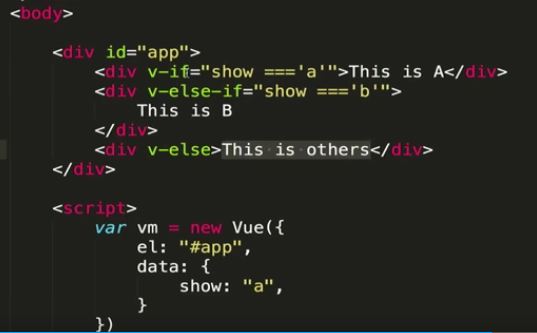 <body>
<div id="app">
<div v-if="show ==='a'">This is A</div>
<div v-else-if="show ==='b'">
This is B
</div>
<div v-else>This is others</div>
</div>
<script>
var vm = new Vue({
el: "#app",
data: {
show: "a",
}
})